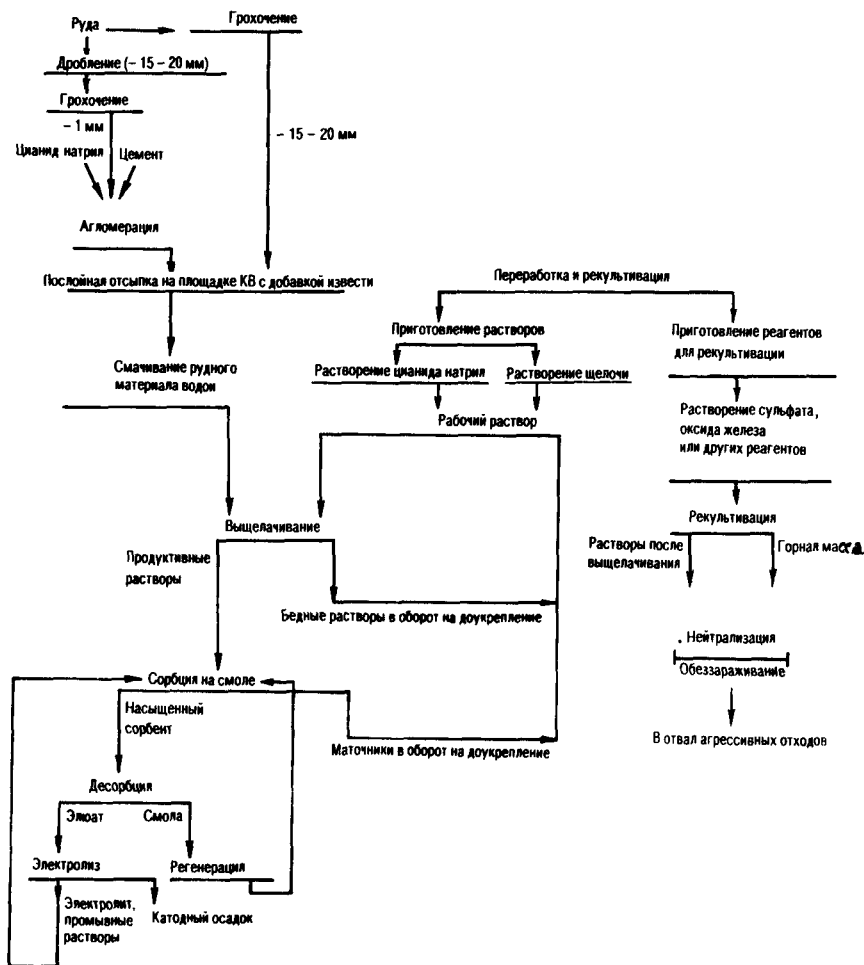 Руда
Грохочение
Дробление (– 15 – 20 мм)
Грохочение
– 1 мм
– 15 – 20 мм
Цианид натрия
Цемент
Агломерация
Послойная отсыпка на площадке КВ с добавкой извести
Смачивание рудного
материала водои
Переработка и рекультивация
Приготовление растворов
Растворение цианида натрия
Растворение щелочи
Рабочий раствор
Приготовление реагентов
для рекультивации
Растворение сульфата,
оксида железа
или других реагентов
Рекультивация
Растворы после
выщелачивания
Горная масса
Нейтрализация
Обеззараживание
В отвал агрессивных отходов
Выщелачивание
Продуктивные
растворы
Бедные растворы в оборот на доукрепление
Сорбция на смоле
Насыщенный
сорбент
Маточники в оборот на доукрепление
Десорбция
Элюат
Смола
Электролиз
Регенерация
Электролит,
промывные
растворы
Катодный осадок